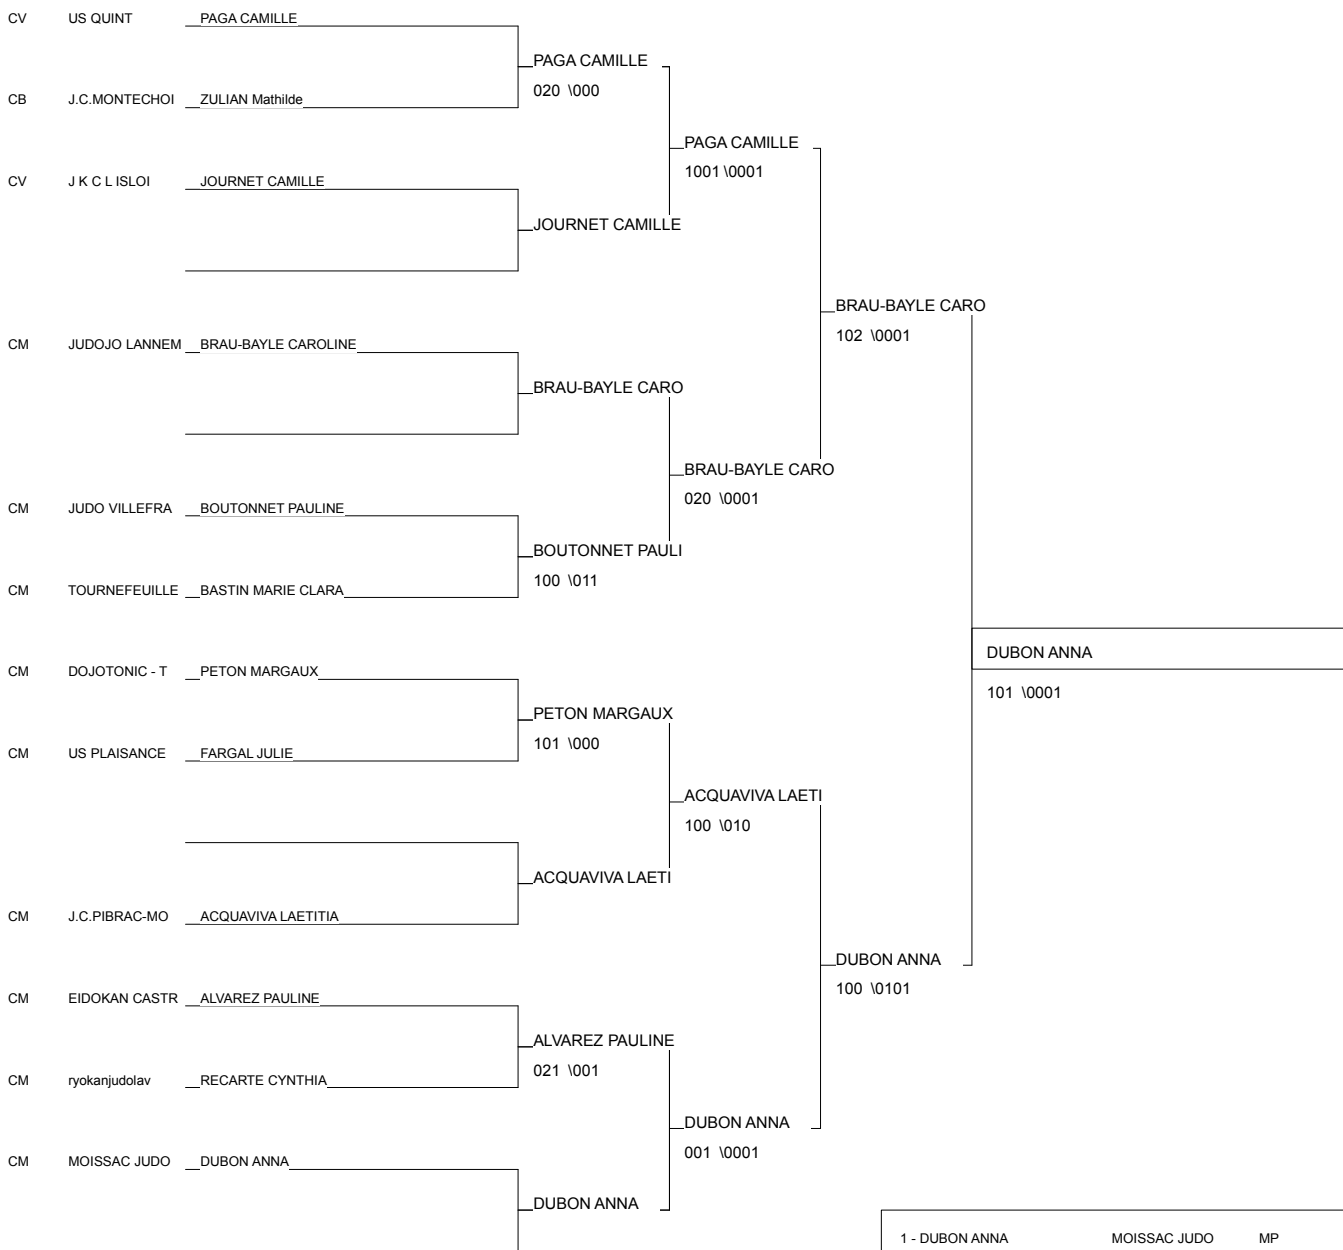 CV US QUINT PAGA CAMILLE
PAGA CAMILLE
020 \000
CB J.C.MONTECHOI ZULIAN Mathilde
PAGA CAMILLE
1001 \0001
CV J K C L ISLOI JOURNET CAMILLE
JOURNET CAMILLE
BRAU-BAYLE CARO
102 \0001
CM JUDOJO LANNEM BRAU-BAYLE CAROLINE
BRAU-BAYLE CARO
BRAU-BAYLE CARO
020 \0001
CM JUDO VILLEFRA BOUTONNET PAULINE
BOUTONNET PAULI
100 \011
CM TOURNEFEUILLE BASTIN MARIE CLARA
DUBON ANNA
101 \0001
CM DOJOTONIC - T PETON MARGAUX
PETON MARGAUX
101 \000
CM US PLAISANCE FARGAL JULIE
ACQUAVIVA LAETI
100 \010
ACQUAVIVA LAETI
CM J.C.PIBRAC-MO ACQUAVIVA LAETITIA
DUBON ANNA
100 \0101
CM EIDOKAN CASTR ALVAREZ PAULINE
ALVAREZ PAULINE
021 \001
CM ryokanjudolav RECARTE CYNTHIA
DUBON ANNA
001 \0001
CM MOISSAC JUDO DUBON ANNA
DUBON ANNA
1 - DUBON ANNA MOISSAC JUDO MP